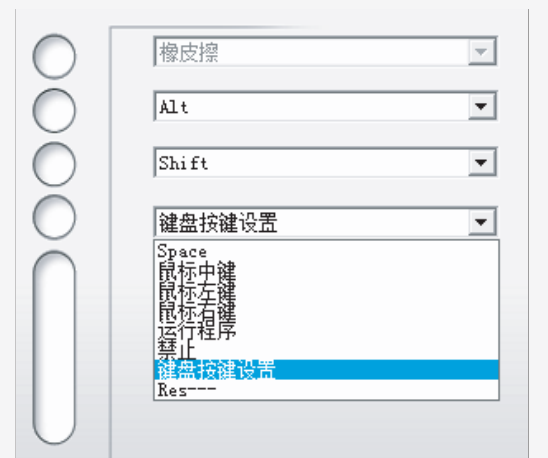 橡皮擦
Alt
Shift
键盘按键设置
Space
鼠标中键
鼠标左键
鼠标右键
运行程序
禁止
键盘按键设置
Res---